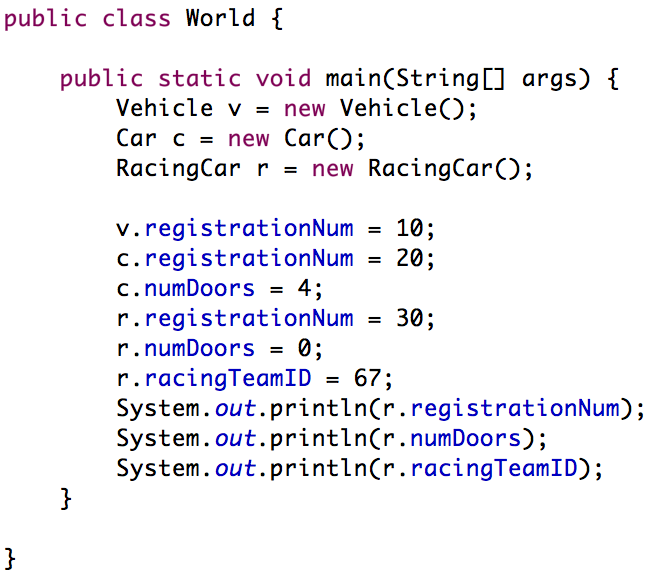 public class World {
public static void main(String[] args) {
Vehicle v = new Vehicle();
Car c = new Car();
RacingCar r = new RacingCar();
v.registrationNum = 10;
c.registrationNum = 20;
c.numDoors = 4;
r.registrationNum = 30;
r.numDoors = 0;
r.racingTeamID = 67;
System.out.println(r.registrationNum);
System.out.println(r.numDoors);
System.out.println(r.racingTeamID);
}
}